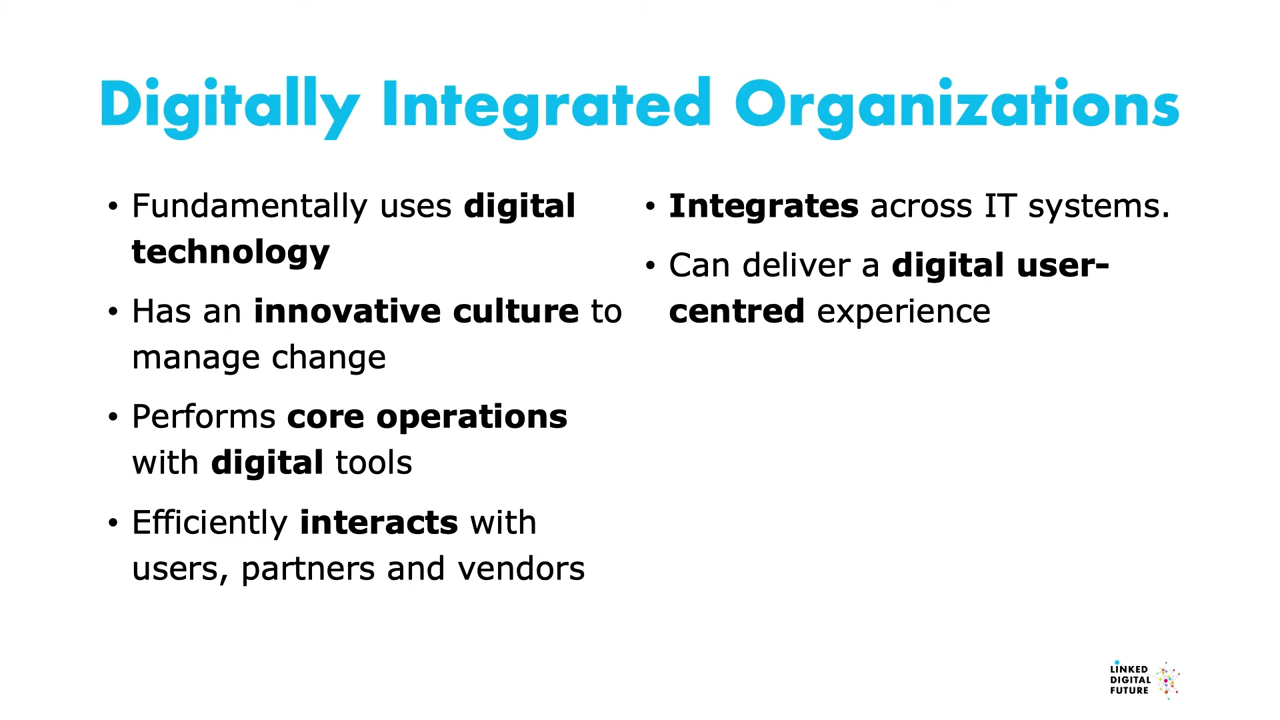 Digitally Integrated Organizations
• Fundamentally uses digital
technology
• Has an innovative culture to
manage change
• Performs core operations
with digital tools
• Efficiently interacts with
users, partners and vendors
• Integrates across IT systems.
• Can deliver a digital user-
centred experience
LINKED
DIGITAL
FUTURE